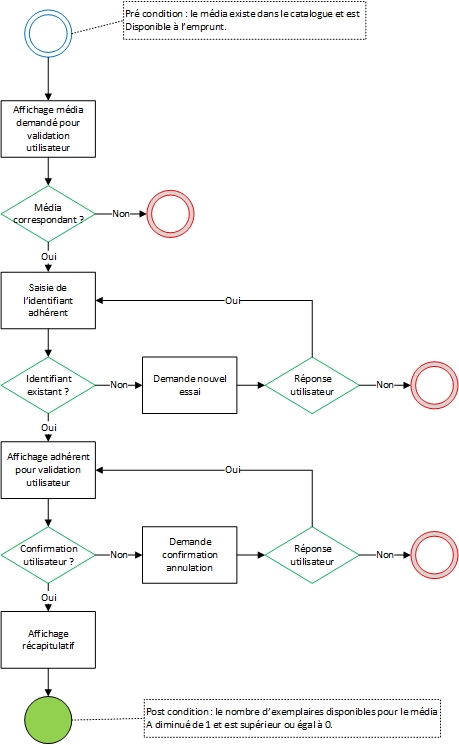 Pré condition : le média existe dans le catalogue et est
Disponible à l'emprunt.
Affichage média
demandé pour
validation
utilisateur
Média
correspondant ?
Non
Oui
Saisie de
l'identifiant
adhérent
Oui
Identifiant
existant ?
Non
Demande nouvel
essai
Réponse
utilisateur
Non
Oui
Affichage adhérent
pour validation
utilisateur
Oui
Confirmation
utilisateur ?
Non
Demande
confirmation
annulation
Réponse
utilisateur
Non
Oui
Affichage
récapitulatif
Post condition : le nombre d'exemplaires disponibles pour le média
A diminué de 1 et est supérieur ou égal à 0.